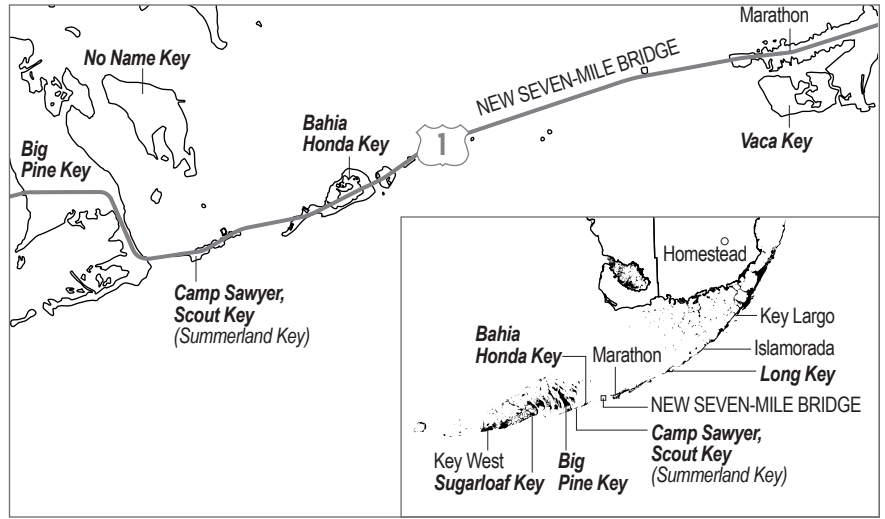 Marathon
No Name Key
NEW SEVEN-MILE BRIDGE
Bahia
Honda Key
1
Vaca Key
Big
Pine Key
Camp Sawyer,
Scout Key
(Summerland Key)
Homestead
Key Largo
Bahia
Honda Key
Marathon
Islamorada
Long Key
NEW SEVEN-MILE BRIDGE
Camp Sawyer,
Scout Key
(Summerland Key)
Key West
Sugarloaf Key
Big
Pine Key